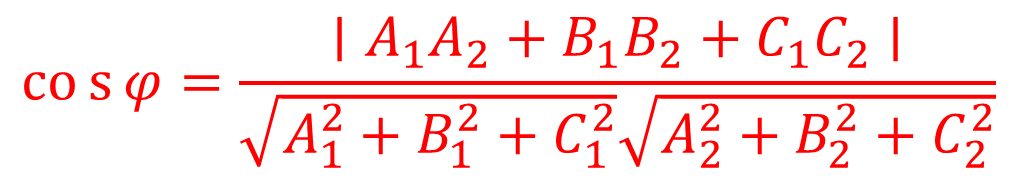 cos φ = | A₁A₂ + B₁B₂ + C₁C₂ | / √(A₁² + B₁² + C₁²) √(A₂² + B₂² + C₂²)